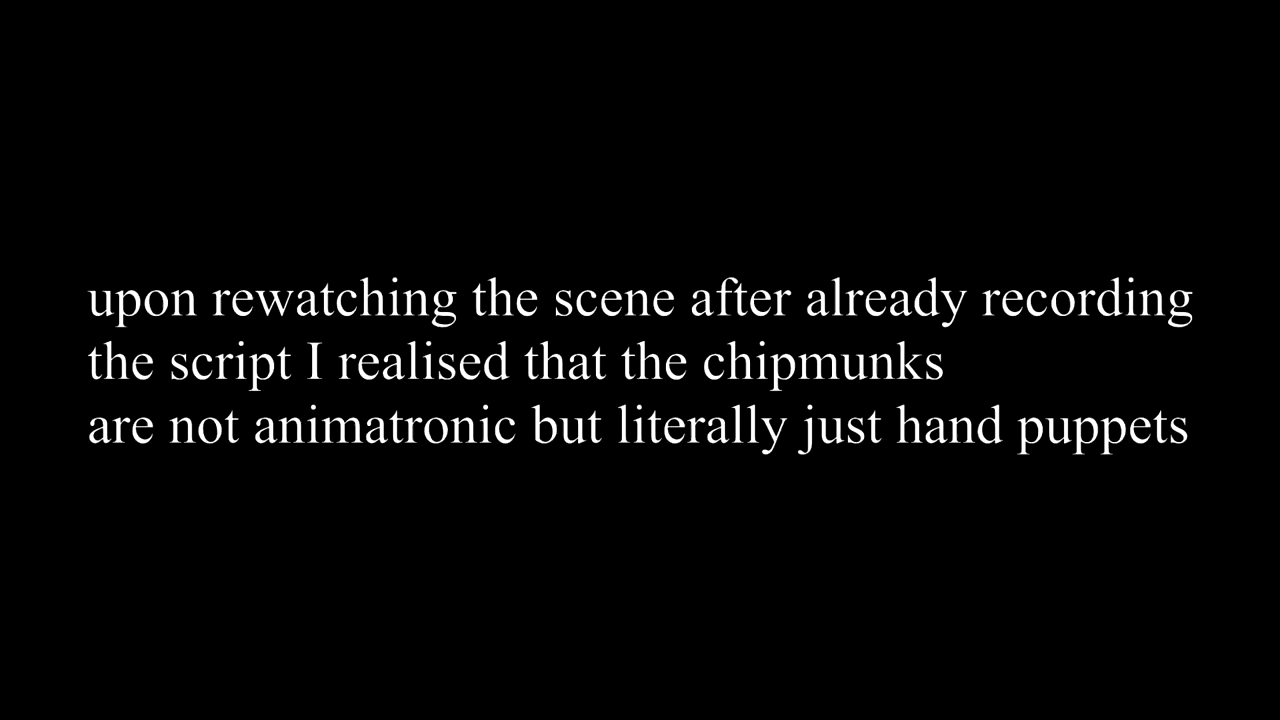 upon rewatching the scene after already recording
the script I realised that the chipmunks
are not animatronic but literally just hand puppets